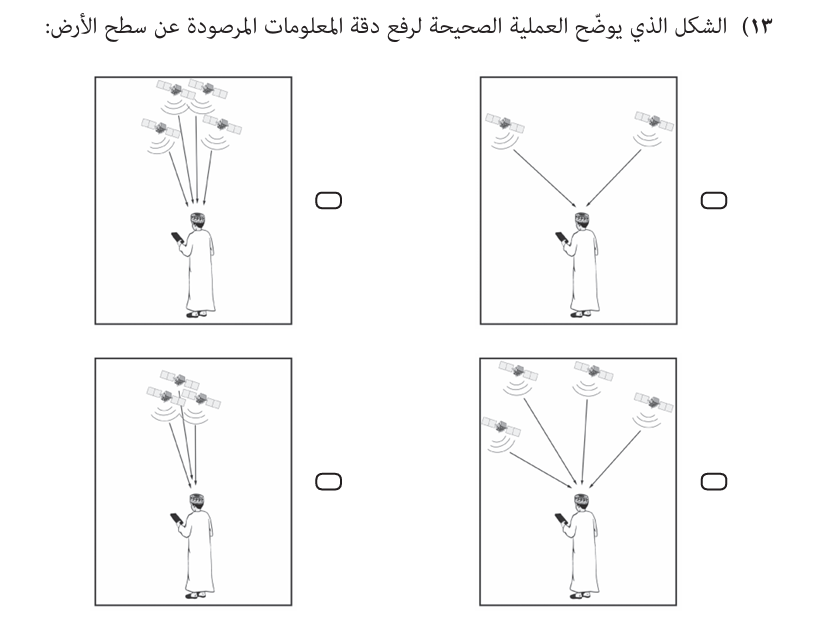 ١٣) الشكل الذي يوضّح العملية الصحيحة لرفع دقة المعلومات المرصودة عن سطح الأرض: